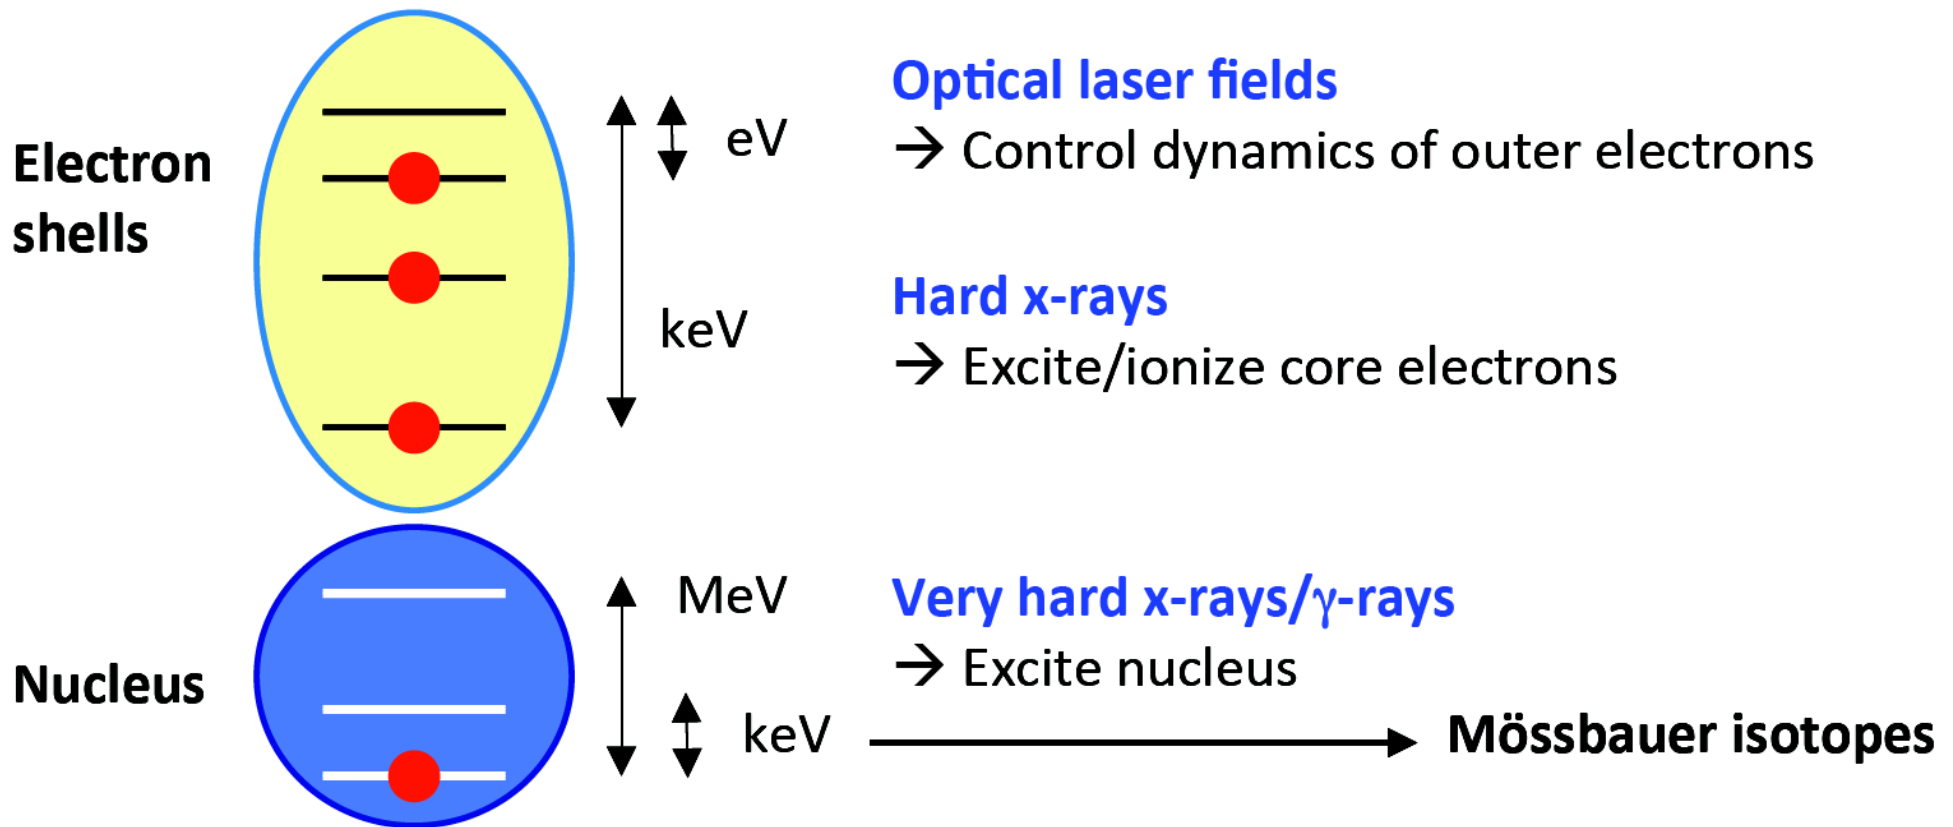 Optical laser fields
eV
→ Control dynamics of outer electrons
Electron
shells
Hard x-rays
keV
→ Excite/ionize core electrons
MeV
Very hard x-rays/γ-rays
→ Excite nucleus
Nucleus
keV
Mössbauer isotopes